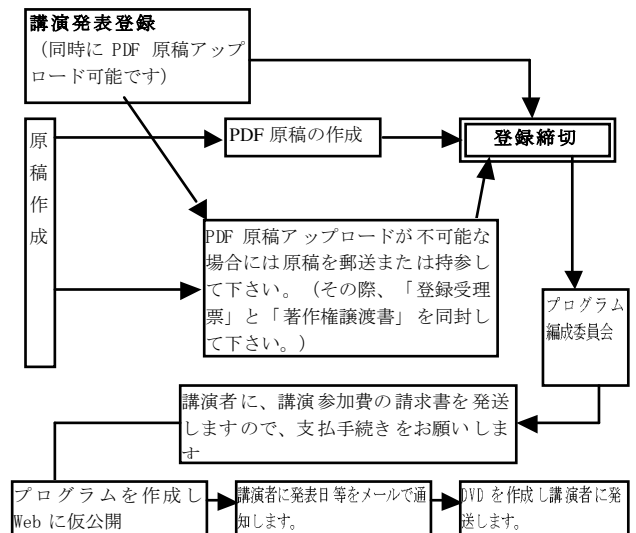 講演発表登録
（同時に PDF 原稿アップ
ロード可能です）
原
稿
作
成
PDF 原稿の作成
登録締切
PDF 原稿アップロードが不可能な
場合には原稿を郵送または持参し
て下さい。（その際、「登録受理
票」と「著作権譲渡書」を同封し
て下さい。）
プログラム
編成委員会
講演者に、講演参加費の請求書を発送
しますので、支払手続きをお願いしま
す
プログラムを作成し
Web に仮公開
講演者に発表日等をメールで通
知します。
DVD を作成し講演者に発
送します。